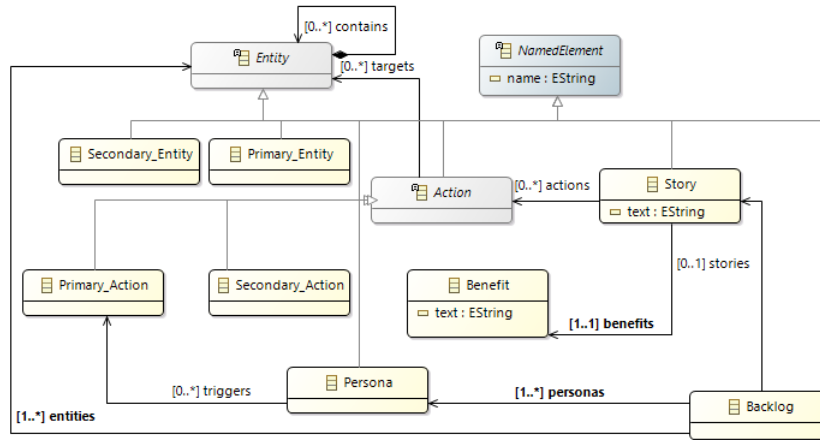 [0..*] contains
Entity
[0..*] targets
NamedElement
name : EString
Secondary_Entity
Primary_Entity
Action
[0..*] actions
Story
text : EString
[0..1] stories
Primary_Action
Secondary_Action
Benefit
text : EString
[1..1] benefits
Persona
[0..*] triggers
[1..*] personas
Backlog
[1..*] entities